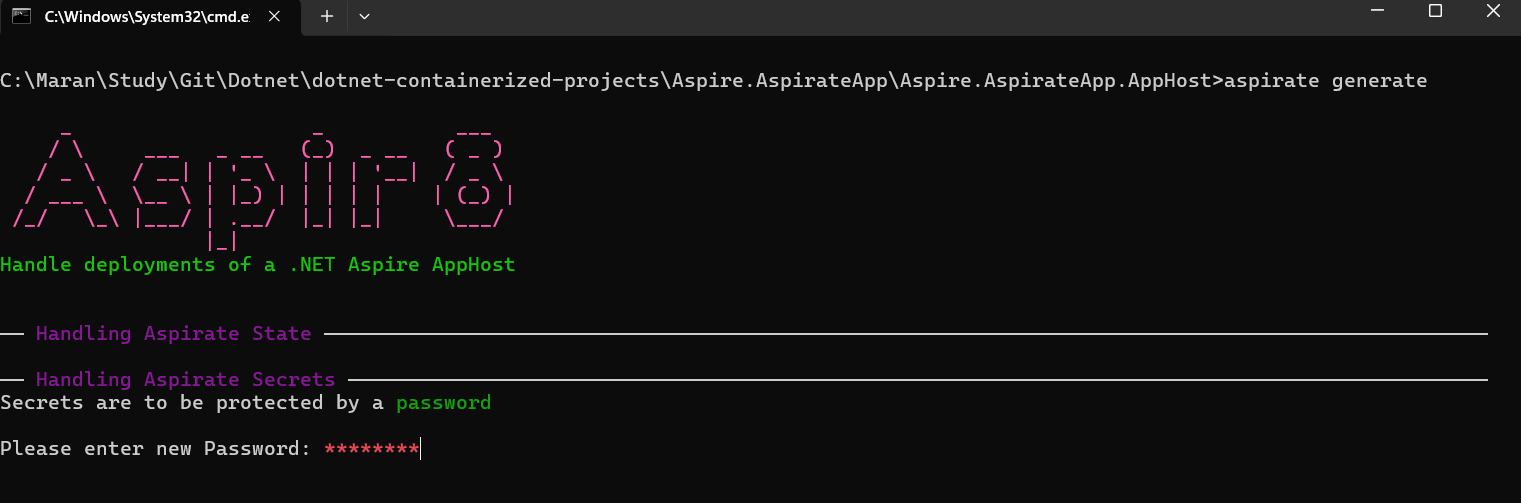 C:\Windows\System32\cmd.e
C:\Maran\Study\Git\Dotnet\dotnet-containerized-projects\Aspire.AspirateApp\Aspire.AspirateApp.AppHost>aspirate generate
Aspir8
Handle deployments of a .NET Aspire AppHost
Handling Aspirate State
Handling Aspirate Secrets
Secrets are to be protected by a password
Please enter new Password: ********